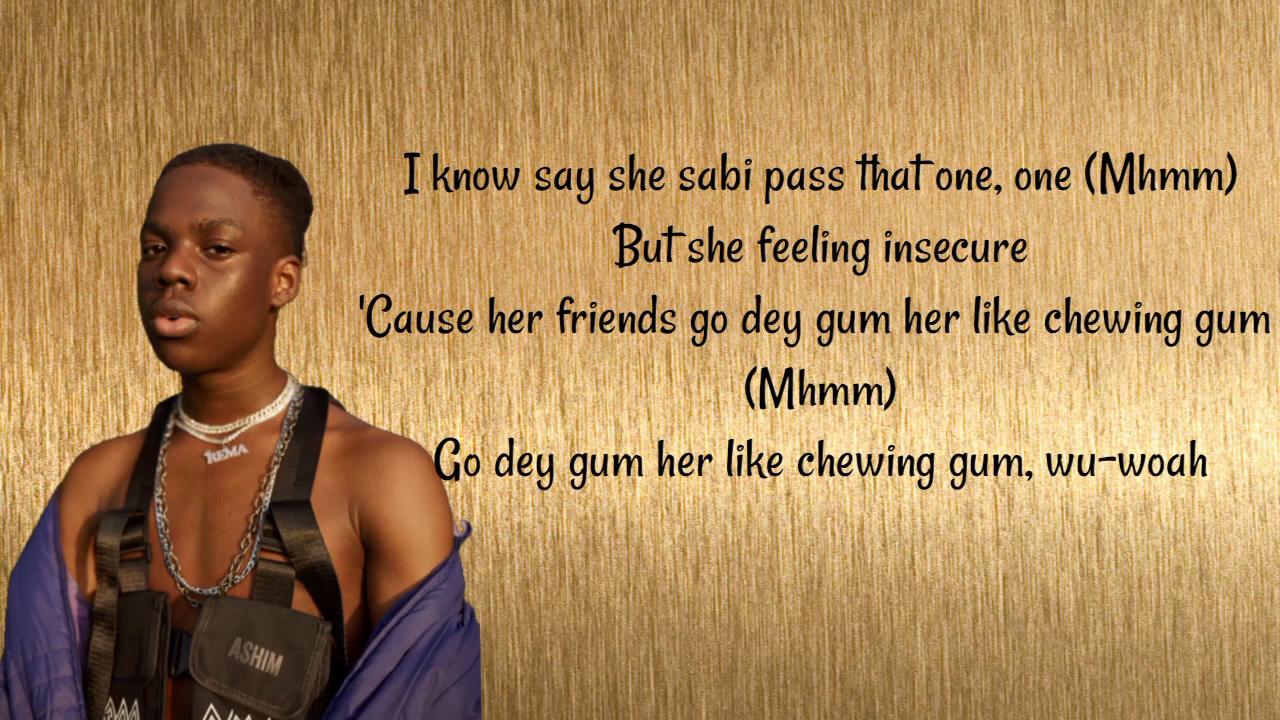 I know say she sabi pass that one, one (Mhmm)
But she feeling insecure
'Cause her friends go dey gum her like chewing gum
(Mhmm)
Go dey gum her like chewing gum, wu-woah
REMA
ASHIM